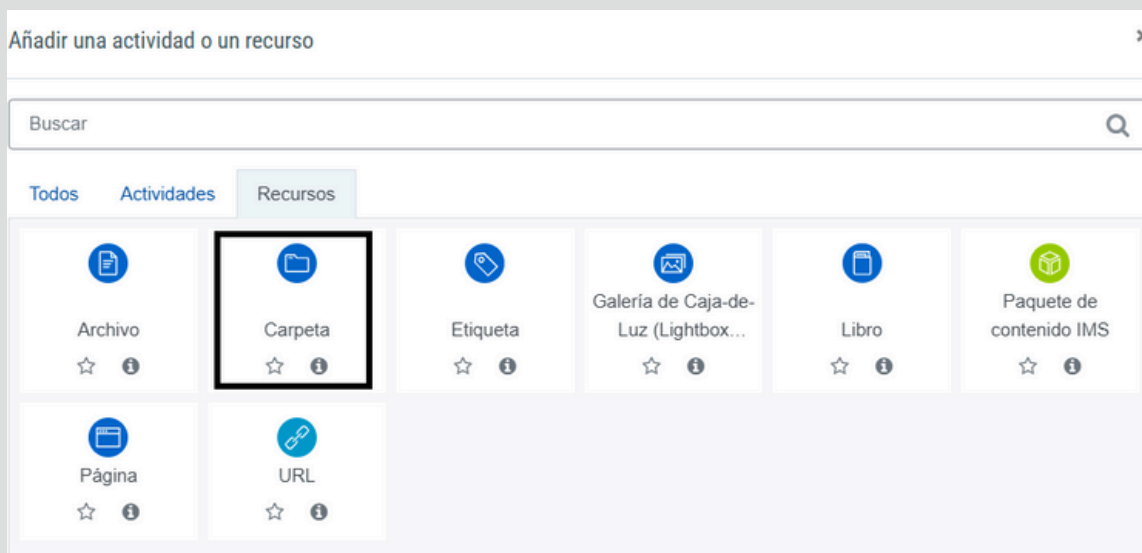 Añadir una actividad o un recurso
Buscar
Todos Actividades Recursos
Archivo
Carpeta
Etiqueta
Galería de Caja-de-
Luz (Lightbox...
Libro
Paquete de
contenido IMS
Página
URL